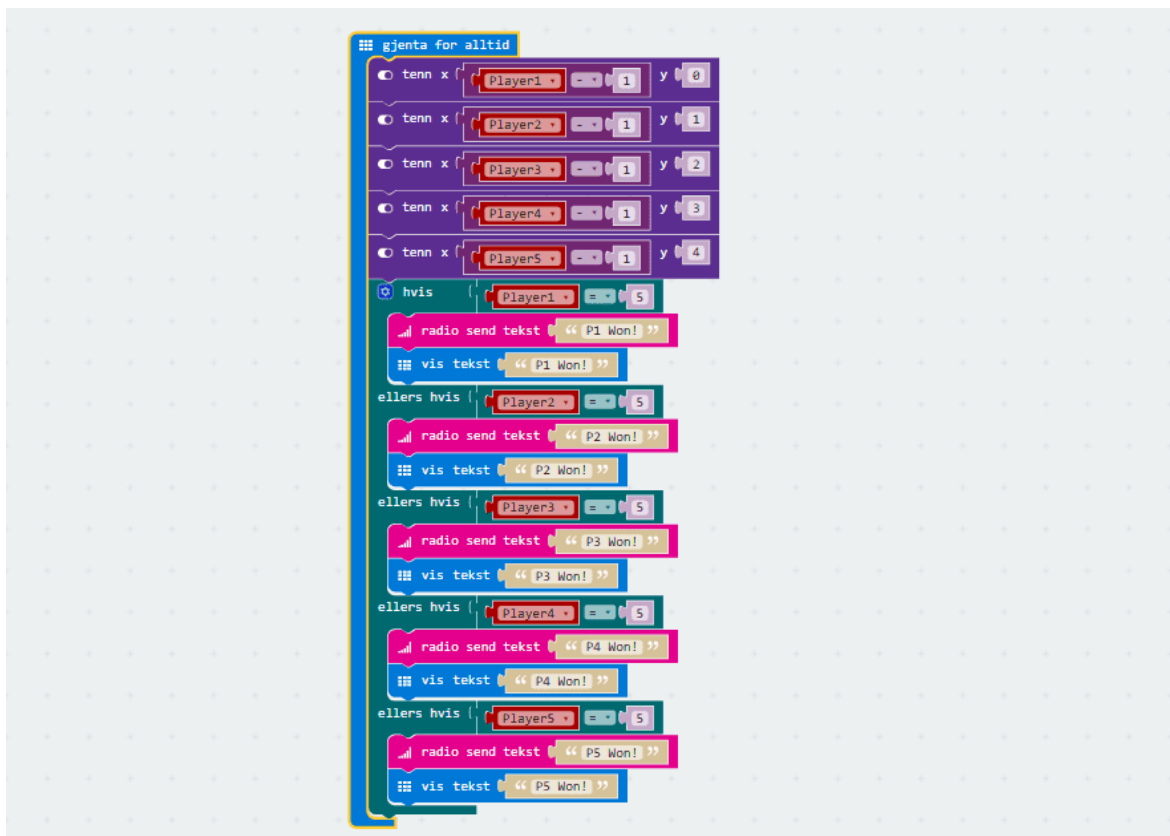 gjenta for alltid
tenn x Player1 - 1 y 0
tenn x Player2 - 1 y 1
tenn x Player3 - 1 y 2
tenn x Player4 - 1 y 3
tenn x Player5 - 1 y 4
hvis Player1 = 5
radio send tekst “ P1 Won! ”
vis tekst “ P1 Won! ”
ellers hvis Player2 = 5
radio send tekst “ P2 Won! ”
vis tekst “ P2 Won! ”
ellers hvis Player3 = 5
radio send tekst “ P3 Won! ”
vis tekst “ P3 Won! ”
ellers hvis Player4 = 5
radio send tekst “ P4 Won! ”
vis tekst “ P4 Won! ”
ellers hvis Player5 = 5
radio send tekst “ P5 Won! ”
vis tekst “ P5 Won! ”